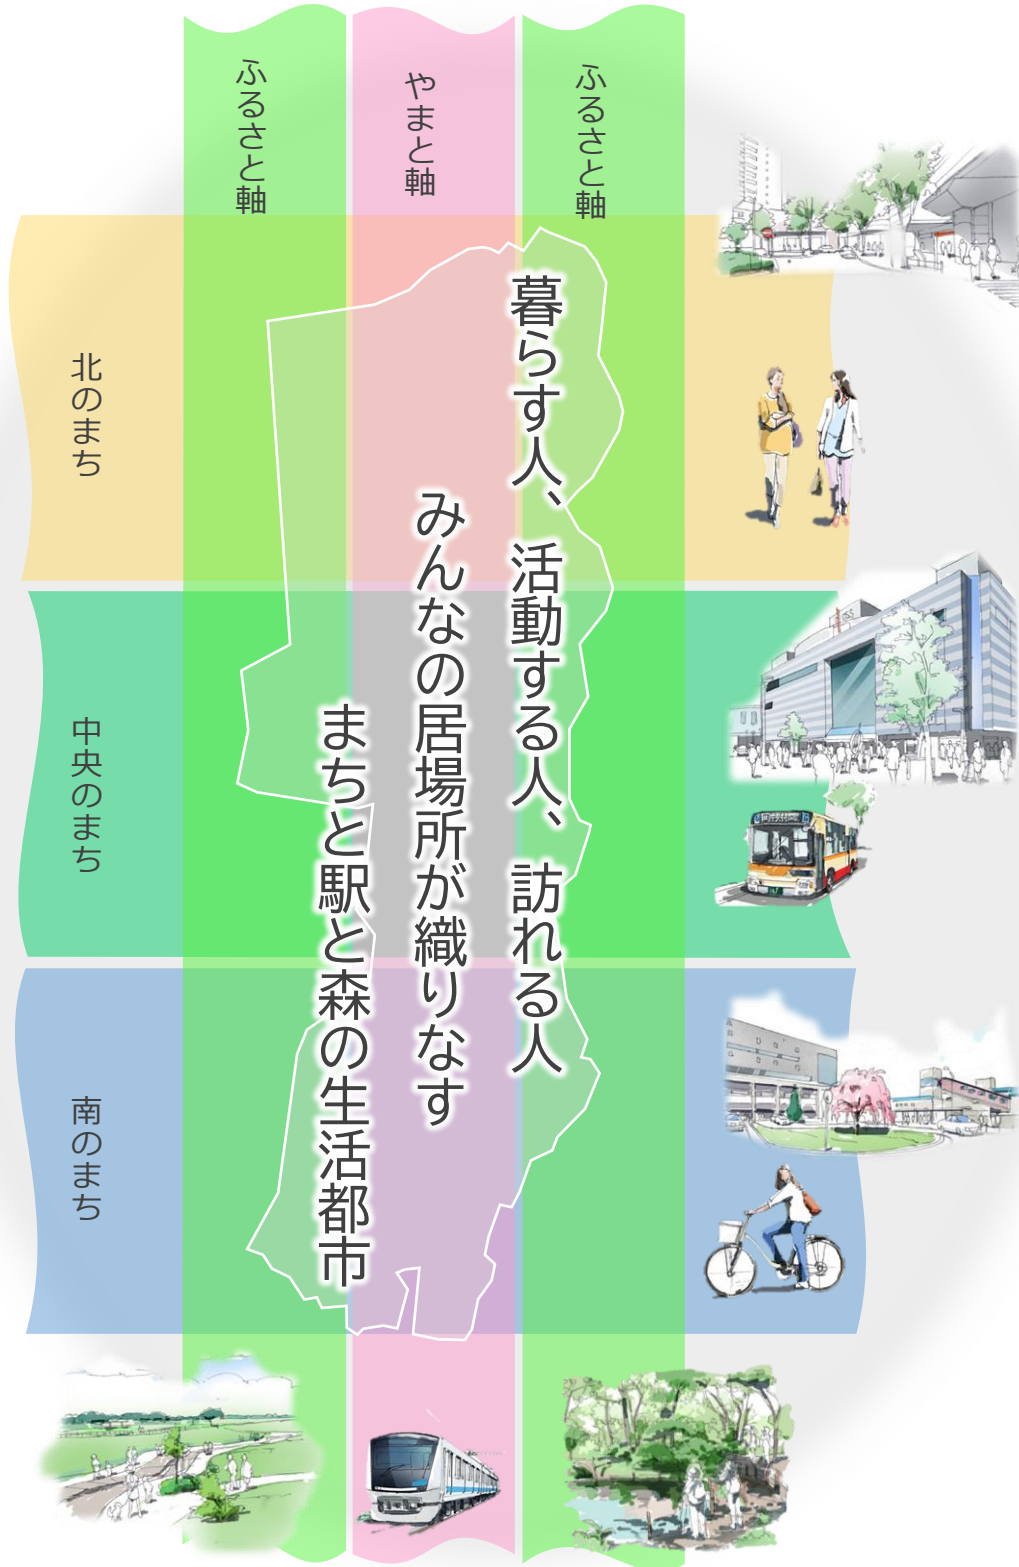 ふるさと軸
やまと軸
ふるさと軸
北のまち
中央のまち
南のまち
暮らす人、活動する人、訪れる人
みんなの居場所が織りなす
まちと駅と森の生活都市